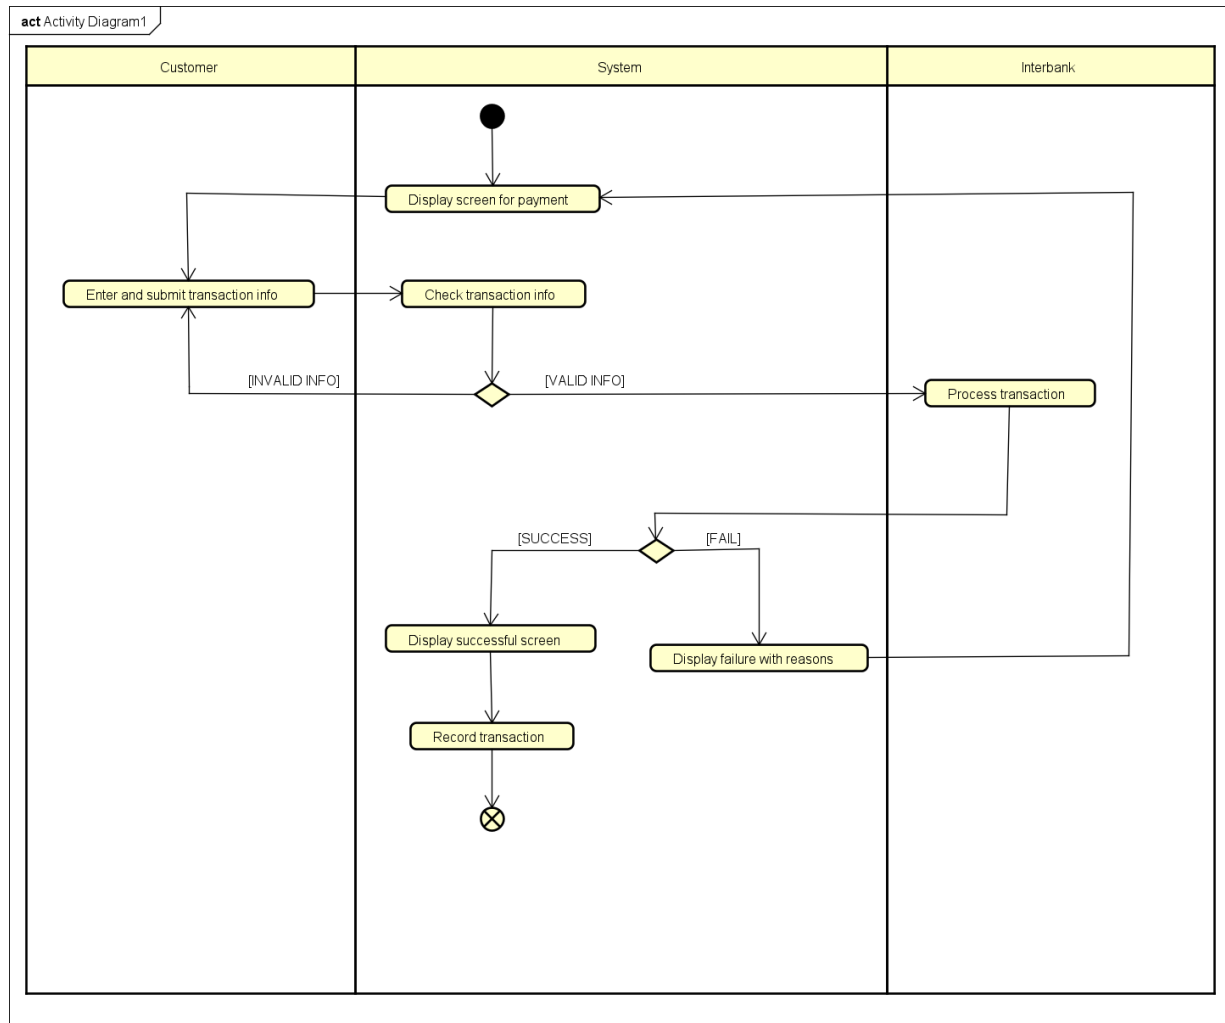 act Activity Diagram1
Customer
System
Interbank
Display screen for payment
Enter and submit transaction info
Check transaction info
[INVALID INFO]
[VALID INFO]
Process transaction
[SUCCESS]
[FAIL]
Display successful screen
Display failure with reasons
Record transaction